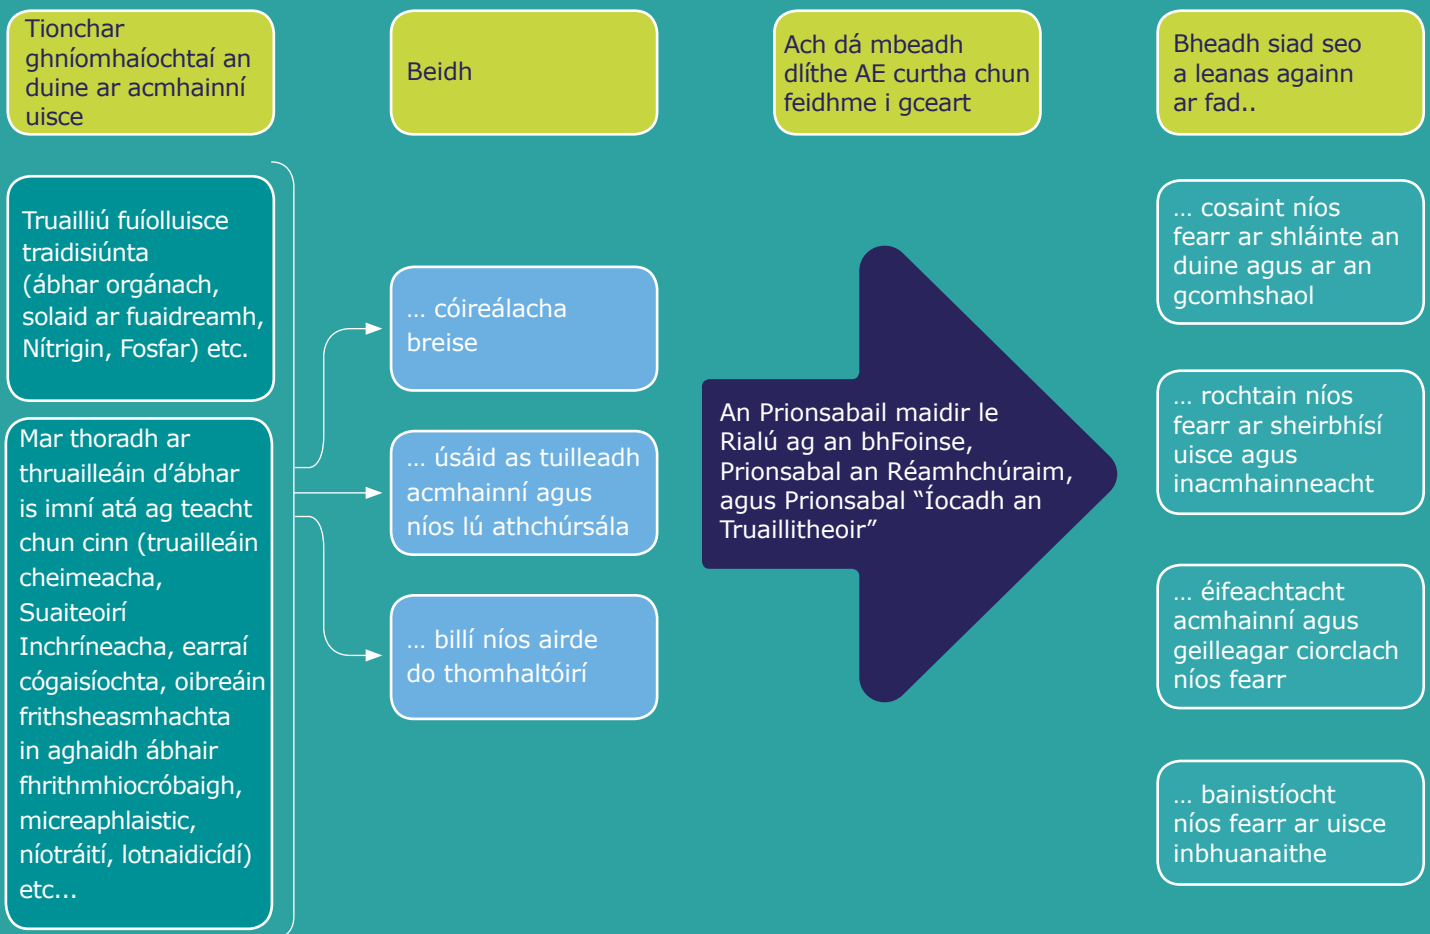 Tionchar
ghníomhaíochtaí an
duine ar acmhainní
uisce
Beidh
Ach dá mbeadh
dlíthe AE curtha chun
feidhme i gceart
Bheadh siad seo
a leanas againn
ar fad..
Truailliú fuíolluisce
traidisiúnta
(ábhar orgánach,
solaid ar fuaidreamh,
Nítrigin, Fosfar) etc.
Mar thoradh ar
thruailleáin d'ábhar
is imní atá ag teacht
chun cinn (truailleáin
cheimeacha,
Suaiteoirí
Inchríneacha, earraí
cógaisíochta, oibreáin
frithsheasmhachta
in aghaidh ábhair
fhrithmhiocróbaigh,
micreaphlaistic,
níotráití, lotnaidicídí)
etc...
... cóireálacha
breise
... úsáid as tuilleadh
acmhainní agus
níos lú athchúrsála
... billí níos airde
do thomhaltóirí
An Prionsabail maidir le
Rialú ag an bhFoinse,
Prionsabal an Réamhchúraim,
agus Prionsabal “Íocadh an
Truaillitheoir”
... cosaint níos
fearr ar shláinte an
duine agus ar an
gcomhshaol
... rochtain níos
fearr ar sheirbhísí
uisce agus
inacmhainneacht
... éifeachtacht
acmhainní agus
geilleagar ciorclach
níos fearr
... bainistíocht
níos fearr ar uisce
inbhuanaithe